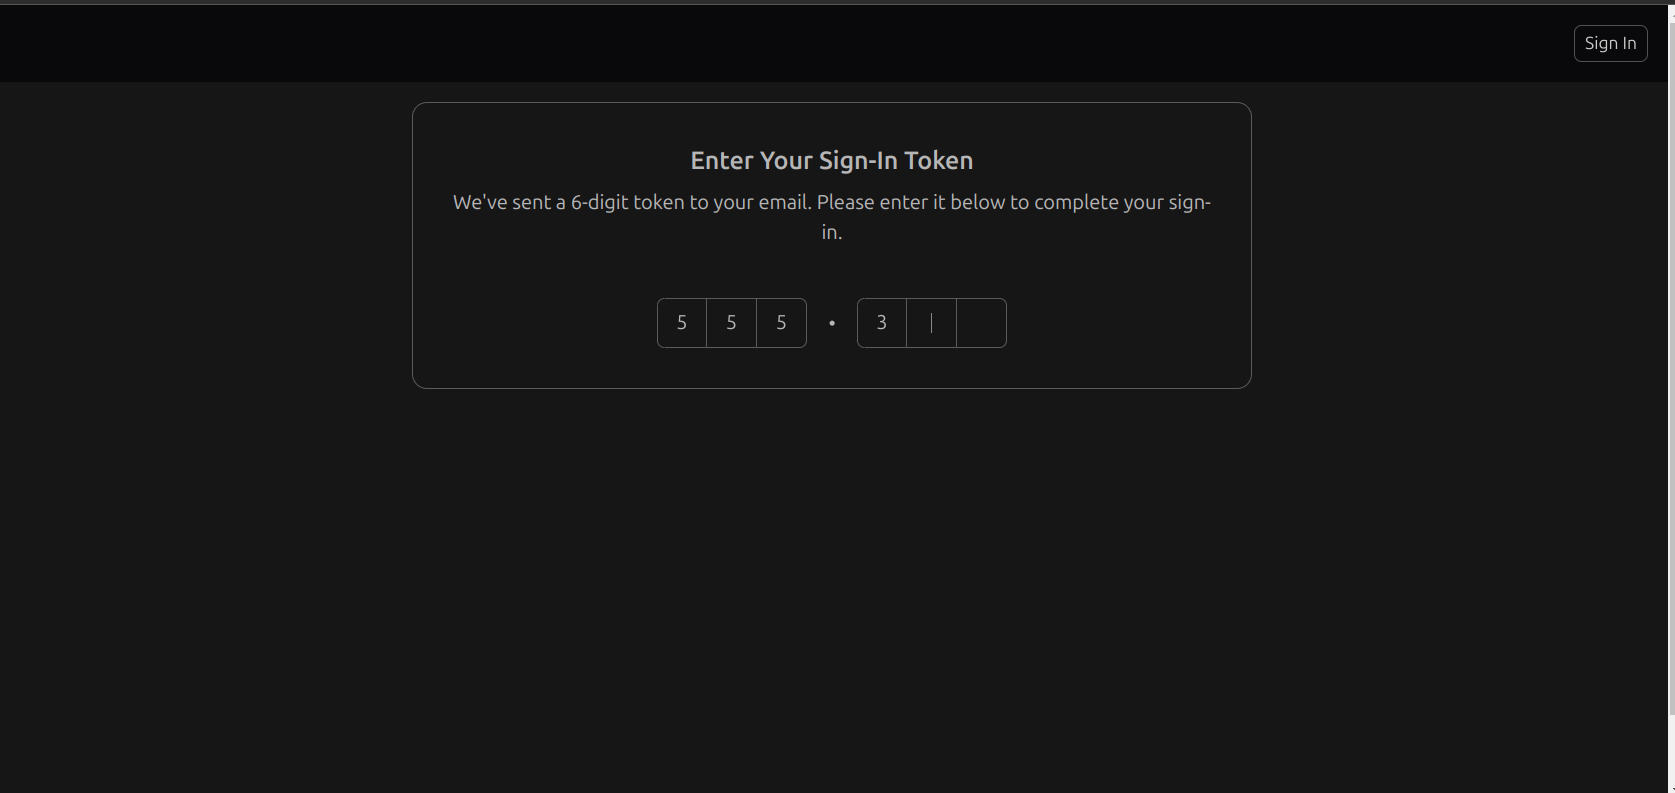 Sign In
Enter Your Sign-In Token
We've sent a 6-digit token to your email. Please enter it below to complete your sign-
in.
5 5 5 • 3